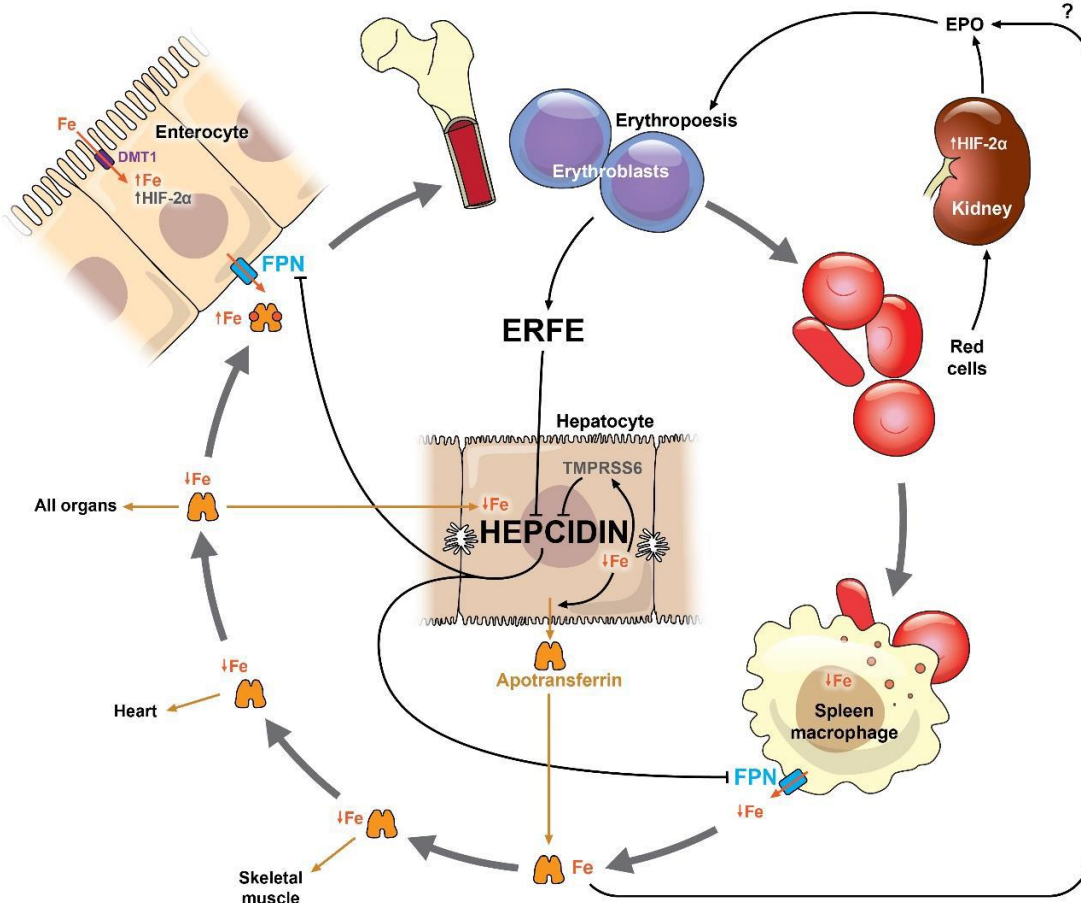 ?
EPO
Fe
Enterocyte
DMT1
↑Fe
↑HIF-2α
FPN
↑Fe
Erythropoesis
Erythroblasts
↑HIF-2α
Kidney
Red
cells
ERFE
Hepatocyte
TMPRSS6
↓Fe
HEPCIDIN
↓Fe
↓Fe
All organs
Apotransferrin
↓Fe
Spleen
macrophage
FPN
↓Fe
↓Fe
Heart
↓Fe
Skeletal
muscle
Fe